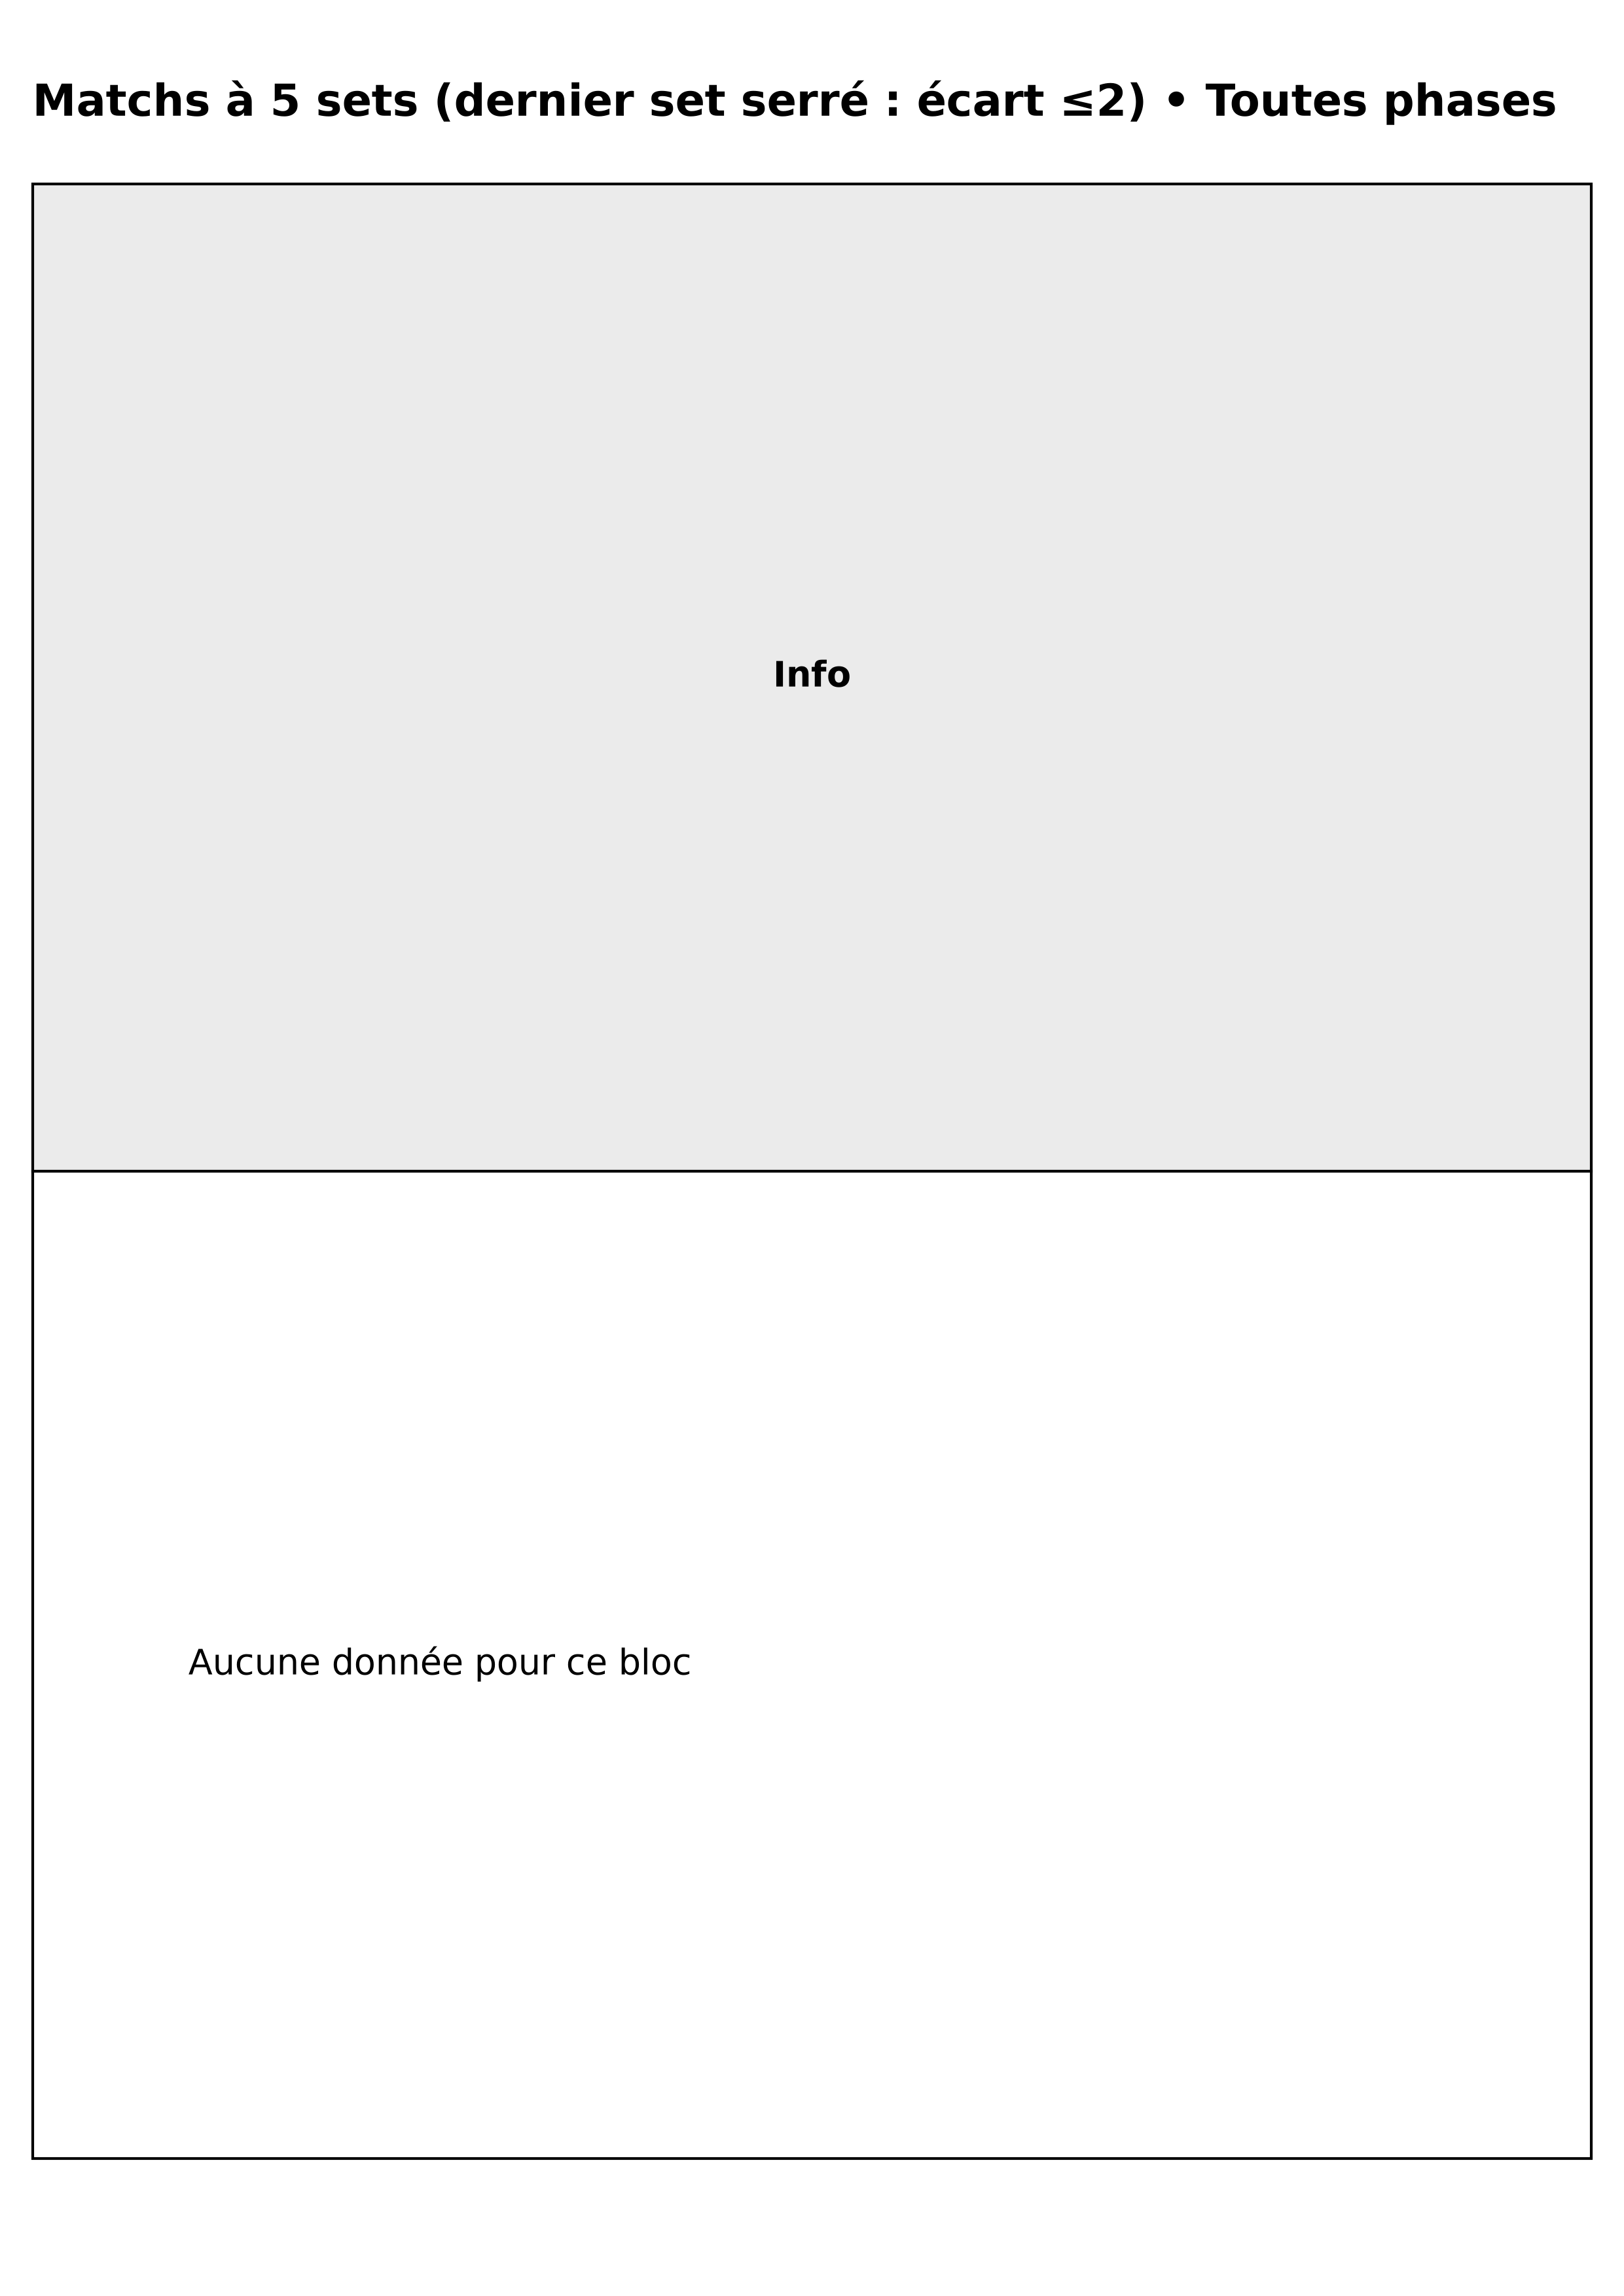 Matchs à 5 sets (dernier set serré : écart ≤2) • Toutes phases
Info
Aucune donnée pour ce bloc